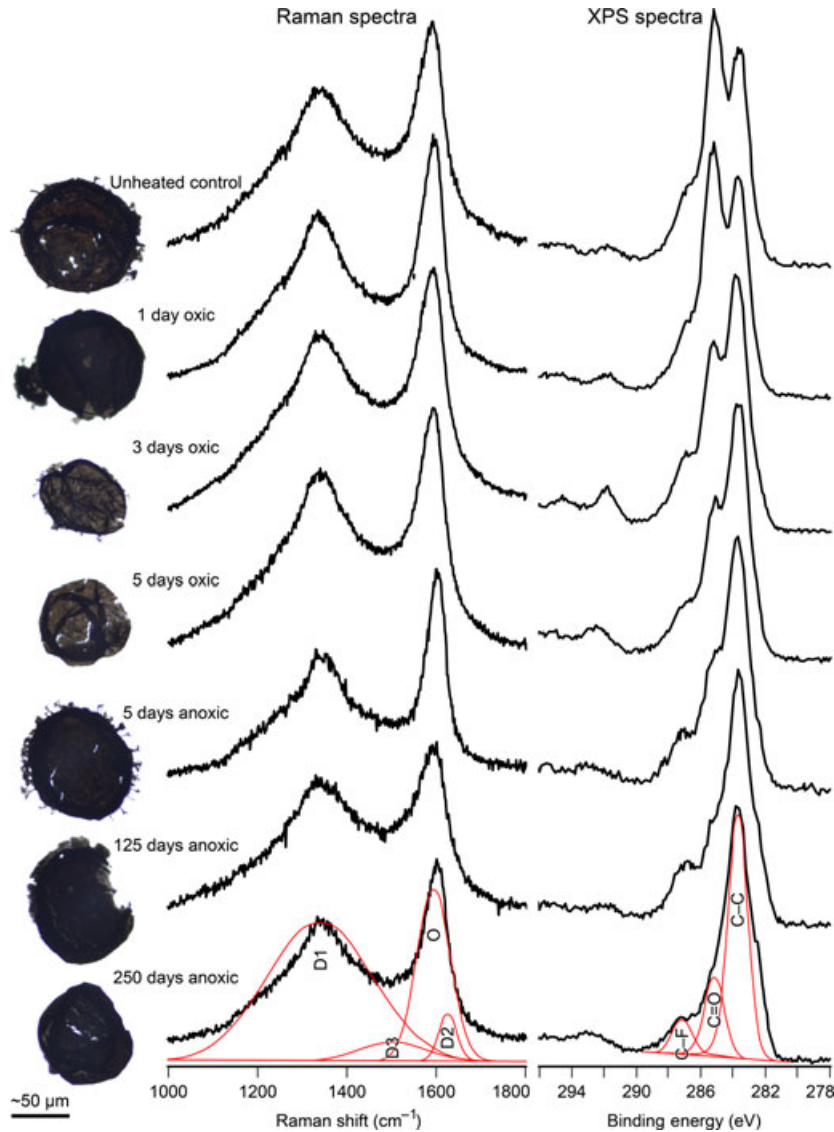 Raman spectra
XPS spectra
Unheated control
1 day oxic
3 days oxic
5 days oxic
5 days anoxic
125 days anoxic
250 days anoxic
D1
D3
O
D2
C–F
C=O
C–C
~50 µm
1000 1200 1400 1600 1800
Raman shift (cm⁻¹)
294 290 286 282 278
Binding energy (eV)